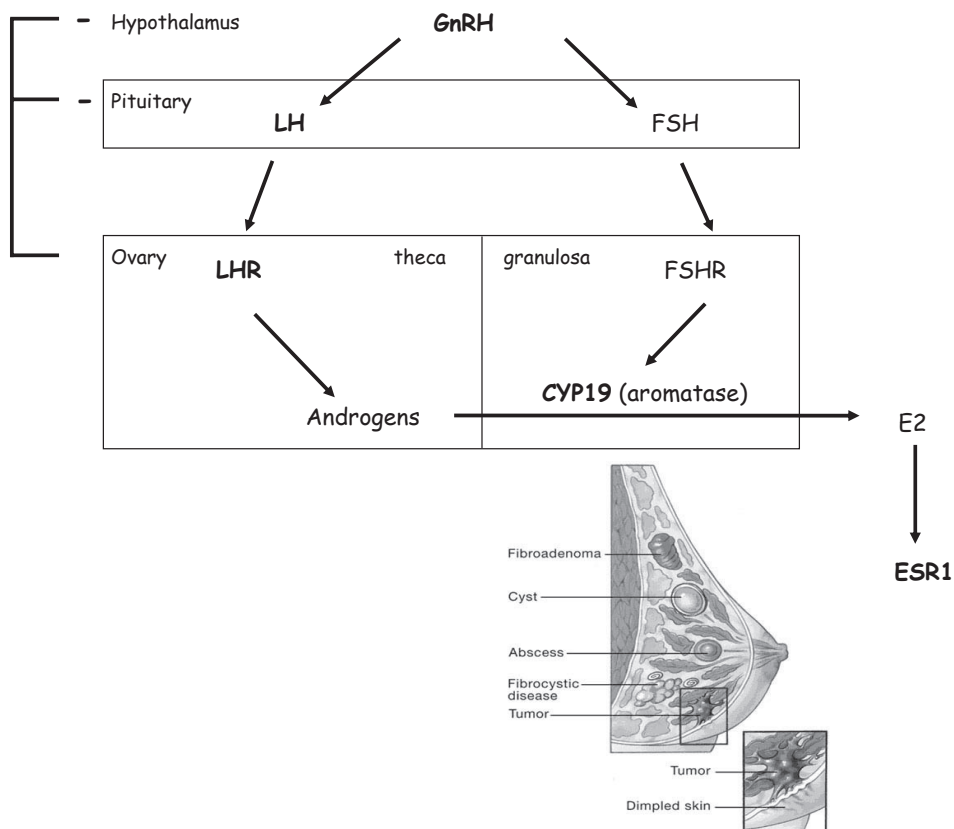 - Hypothalamus GnRH
- Pituitary
LH FSH
Ovary LHR theca granulosa FSHR
CYP19 (aromatase)
Androgens
E2
ESR1
Fibroadenoma
Cyst
Abscess
Fibrocystic
disease
Tumor
Tumor
Dimpled skin